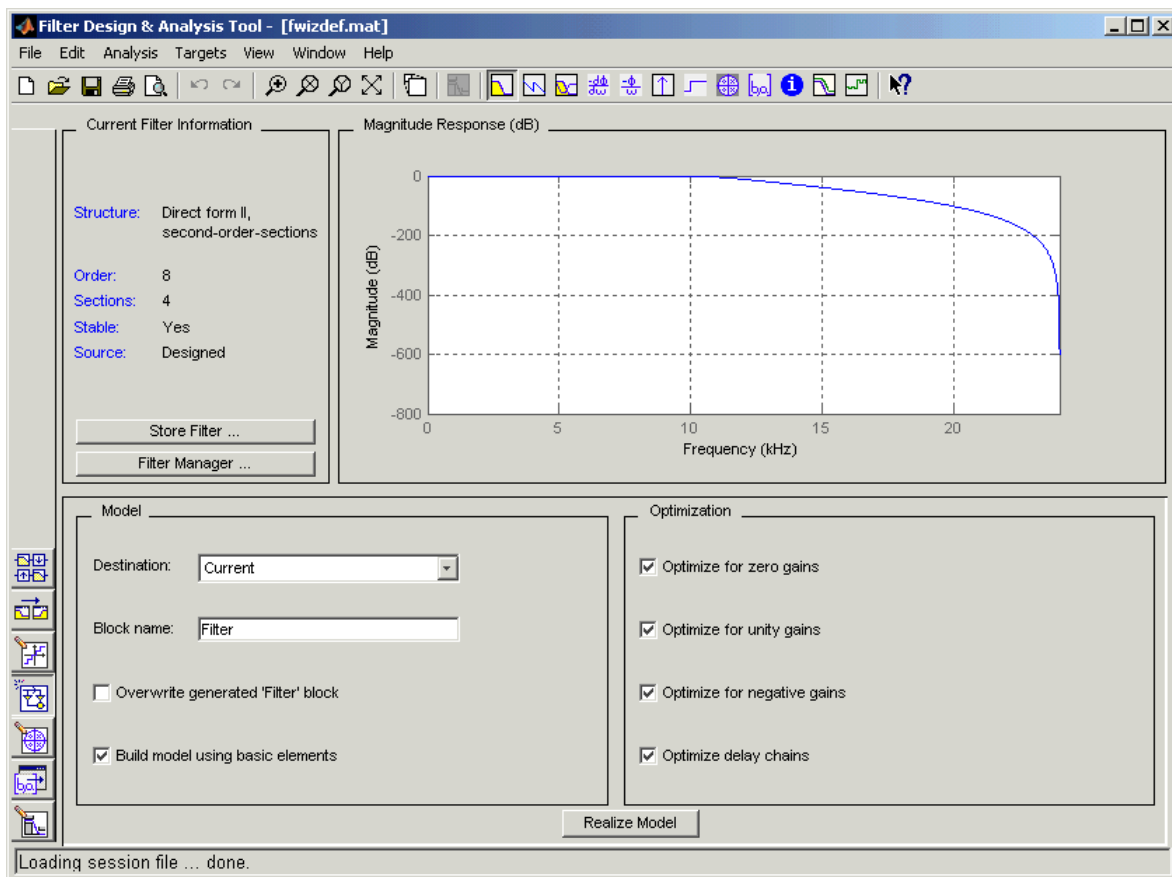 Filter Design & Analysis Tool - [fwizdef.mat]
File Edit Analysis Targets View Window Help
Current Filter Information
Structure: Direct form II,
second-order-sections
Order: 8
Sections: 4
Stable: Yes
Source: Designed
Store Filter ...
Filter Manager ...
Magnitude Response (dB)
Magnitude (dB)
0
-200
-400
-600
-800
0 5 10 15 20
Frequency (kHz)
Model
Destination: Current
Block name: Filter
Overwrite generated 'Filter' block
Build model using basic elements
Optimization
Optimize for zero gains
Optimize for unity gains
Optimize for negative gains
Optimize delay chains
Realize Model
Loading session file ... done.